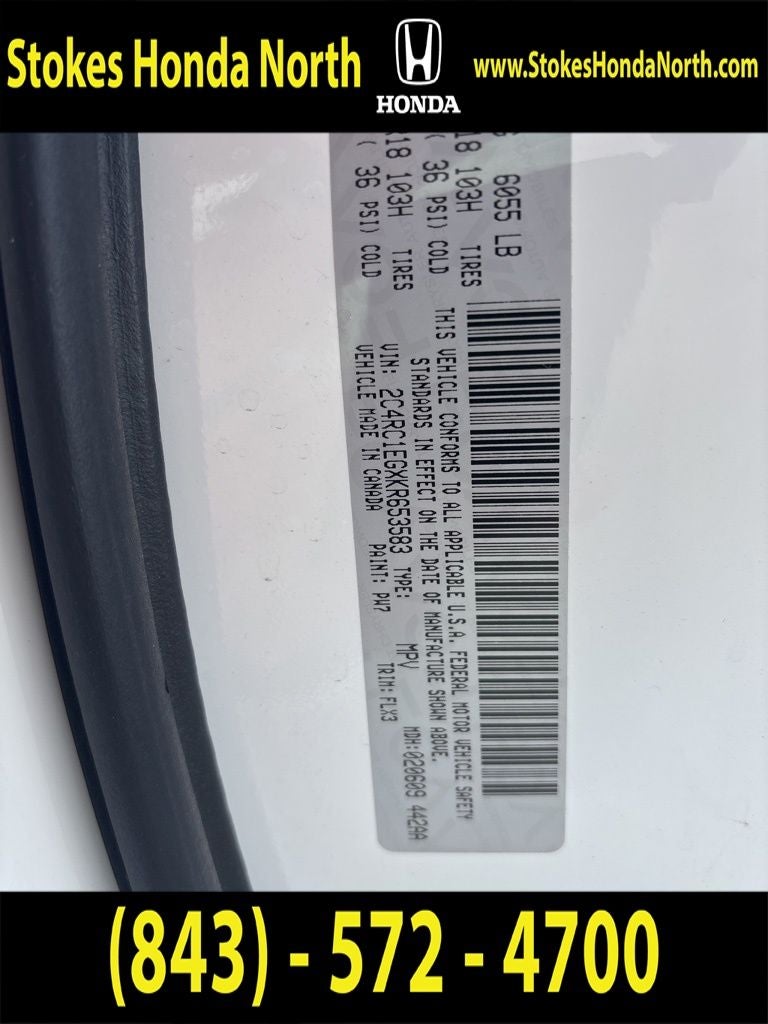 Stokes Honda North
HONDA
www.StokesHondaNorth.com
6055 LB
18 103H TIRES
( 36 PSI) COLD
18 103H TIRES
( 36 PSI) COLD
THIS VEHICLE CONFORMS TO ALL APPLICABLE U.S.A. FEDERAL MOTOR VEHICLE SAFETY
STANDARDS IN EFFECT ON THE DATE OF MANUFACTURE SHOWN ABOVE.
VIN: 2C4RC1EGXKR653583 TYPE: MPV MDH:020609 442AA
VEHICLE MADE IN CANADA PAINT: PW7 TRIM:FLX3
(843) - 572 - 4700